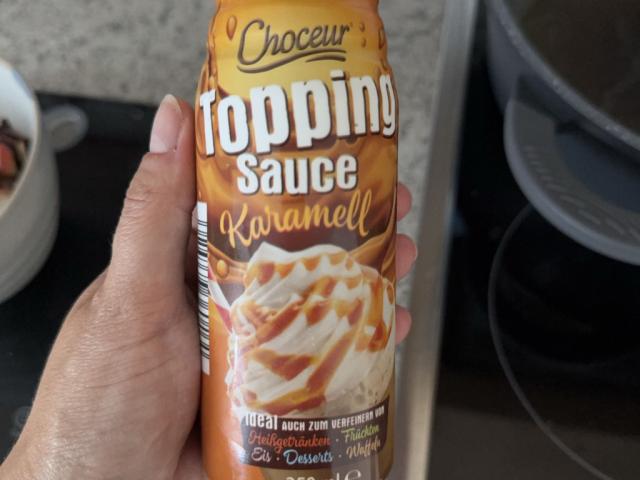 Choceur
Topping
Sauce
Karamell
Ideal AUCH ZUM VERFEINERN VON
Heißgetränken · Früchten
Eis · Desserts · Waffeln